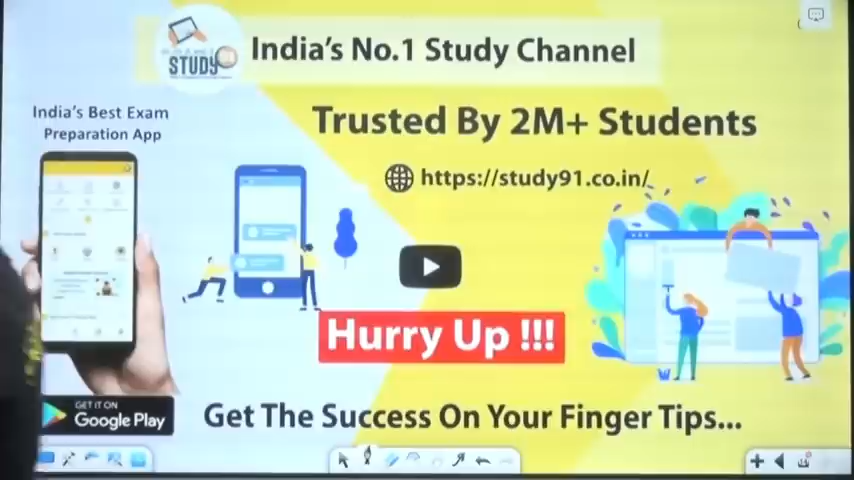 STUDY
India's No.1 Study Channel
India's Best Exam
Preparation App
Trusted By 2M+ Students
https://study91.co.in/
Hurry Up !!!
GET IT ON
Google Play
Get The Success On Your Finger Tips...